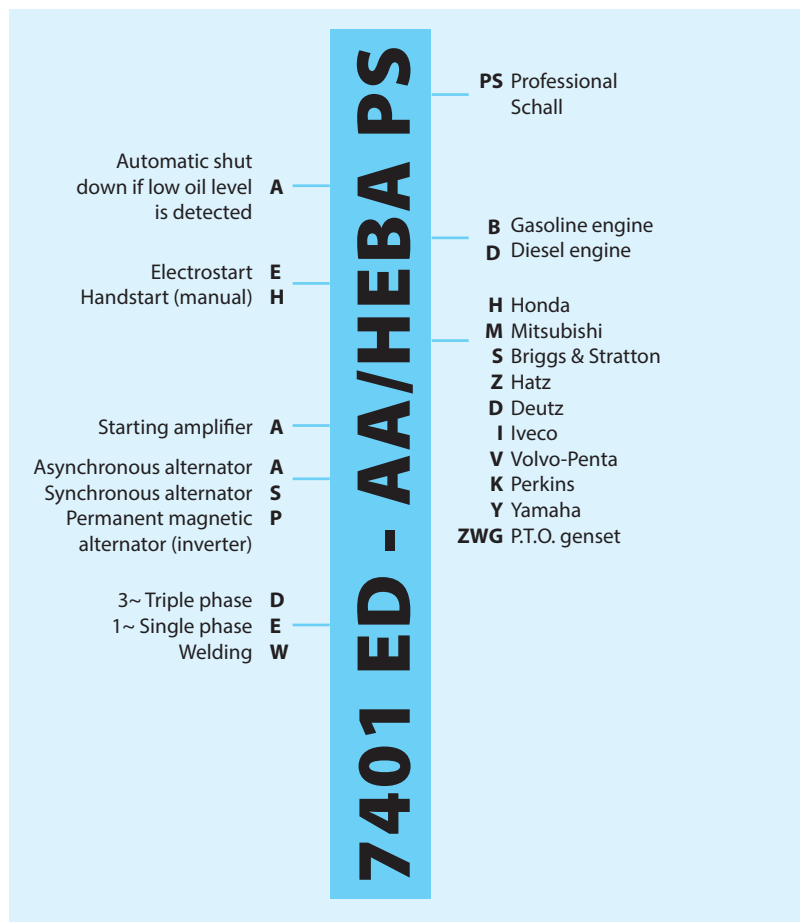 7401 ED - AA/HEBA PS
Automatic shut
down if low oil level A
is detected
Electrostart E
Handstart (manual) H
Starting amplifier A
Asynchronous alternator A
Synchronous alternator S
Permanent magnetic P
alternator (inverter)
3~ Triple phase D
1~ Single phase E
Welding W
PS Professional
Schall
B Gasoline engine
D Diesel engine
H Honda
M Mitsubishi
S Briggs & Stratton
Z Hatz
D Deutz
I Iveco
V Volvo-Penta
K Perkins
Y Yamaha
ZWG P.T.O. genset